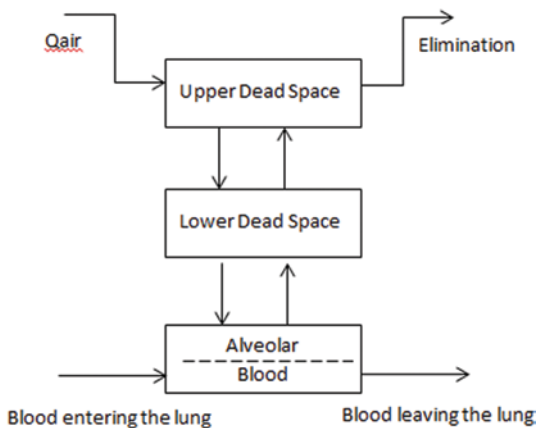 Qair
Elimination
Upper Dead Space
Lower Dead Space
Alveolar
Blood
Blood entering the lung
Blood leaving the lung